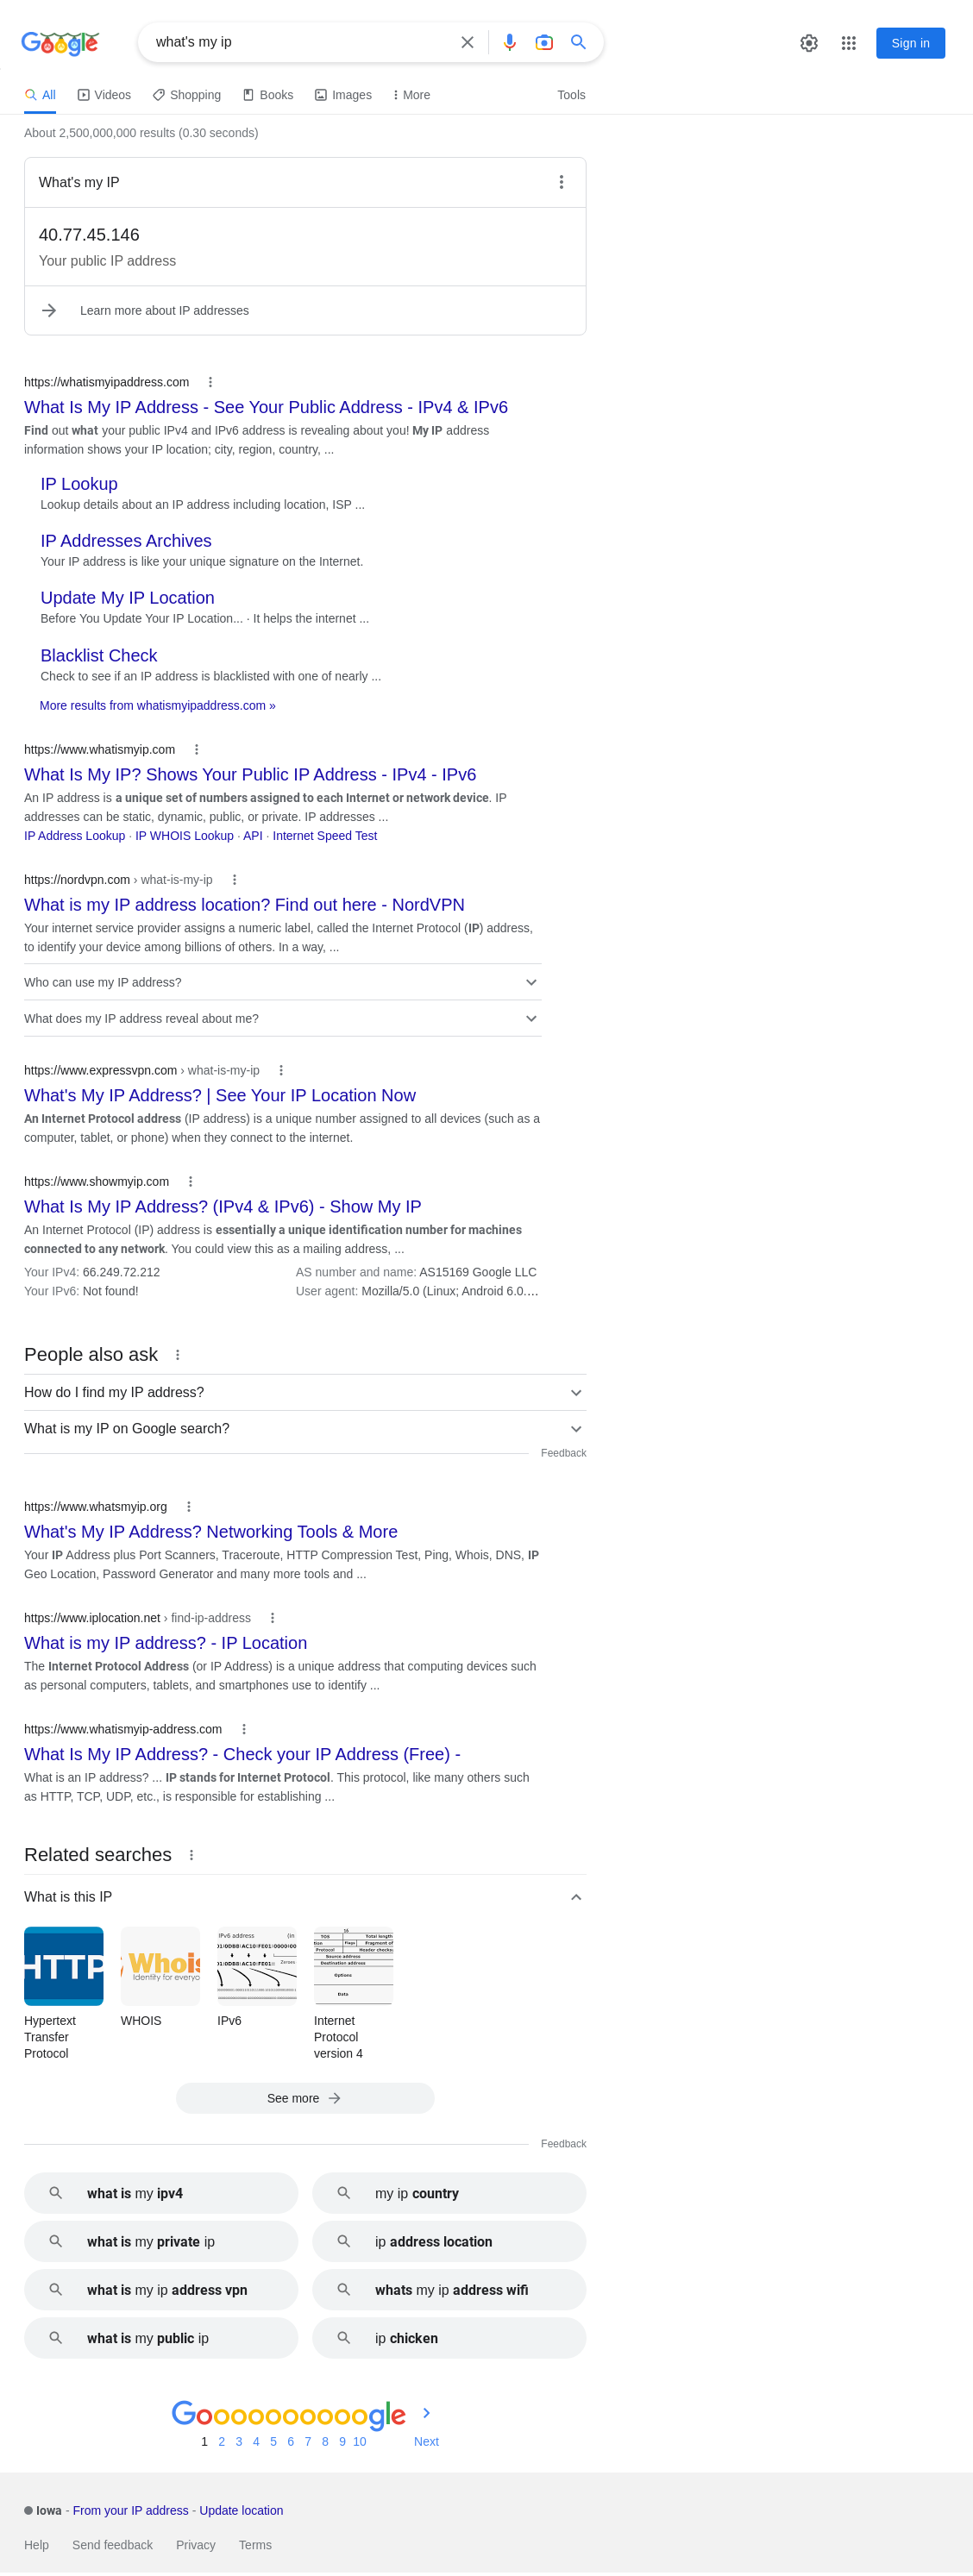 Google
what's my ip
Sign in
All
Videos
Shopping
Books
Images
More
Tools
About 2,500,000,000 results (0.30 seconds)
What's my IP
40.77.45.146
Your public IP address
Learn more about IP addresses
https://whatismyipaddress.com
What Is My IP Address - See Your Public Address - IPv4 & IPv6
Find out what your public IPv4 and IPv6 address is revealing about you! My IP address
information shows your IP location; city, region, country, ...
IP Lookup
Lookup details about an IP address including location, ISP ...
IP Addresses Archives
Your IP address is like your unique signature on the Internet.
Update My IP Location
Before You Update Your IP Location... · It helps the internet ...
Blacklist Check
Check to see if an IP address is blacklisted with one of nearly ...
More results from whatismyipaddress.com »
https://www.whatismyip.com
What Is My IP? Shows Your Public IP Address - IPv4 - IPv6
An IP address is a unique set of numbers assigned to each Internet or network device. IP
addresses can be static, dynamic, public, or private. IP addresses ...
IP Address Lookup · IP WHOIS Lookup · API · Internet Speed Test
https://nordvpn.com › what-is-my-ip
What is my IP address location? Find out here - NordVPN
Your internet service provider assigns a numeric label, called the Internet Protocol (IP) address,
to identify your device among billions of others. In a way, ...
Who can use my IP address?
What does my IP address reveal about me?
https://www.expressvpn.com › what-is-my-ip
What's My IP Address? | See Your IP Location Now
An Internet Protocol address (IP address) is a unique number assigned to all devices (such as a
computer, tablet, or phone) when they connect to the internet.
https://www.showmyip.com
What Is My IP Address? (IPv4 & IPv6) - Show My IP
An Internet Protocol (IP) address is essentially a unique identification number for machines
connected to any network. You could view this as a mailing address, ...
Your IPv4: 66.249.72.212
AS number and name: AS15169 Google LLC
Your IPv6: Not found!
User agent: Mozilla/5.0 (Linux; Android 6.0....
People also ask
How do I find my IP address?
What is my IP on Google search?
Feedback
https://www.whatsmyip.org
What's My IP Address? Networking Tools & More
Your IP Address plus Port Scanners, Traceroute, HTTP Compression Test, Ping, Whois, DNS, IP
Geo Location, Password Generator and many more tools and ...
https://www.iplocation.net › find-ip-address
What is my IP address? - IP Location
The Internet Protocol Address (or IP Address) is a unique address that computing devices such
as personal computers, tablets, and smartphones use to identify ...
https://www.whatismyip-address.com
What Is My IP Address? - Check your IP Address (Free) -
What is an IP address? ... IP stands for Internet Protocol. This protocol, like many others such
as HTTP, TCP, UDP, etc., is responsible for establishing ...
Related searches
What is this IP
HTTP
Whois
Identity for everyo
IPv6 address
Zeroes
16
TOS
Total length
Flags
Fragment of
Protocol
Header checks
Source address
Destination address
Options
Data
Hypertext
Transfer
Protocol
WHOIS
IPv6
Internet
Protocol
version 4
See more
Feedback
what is my ipv4
my ip country
what is my private ip
ip address location
what is my ip address vpn
whats my ip address wifi
what is my public ip
ip chicken
Goooooooooogle
1 2 3 4 5 6 7 8 9 10 Next
Iowa - From your IP address - Update location
Help
Send feedback
Privacy
Terms